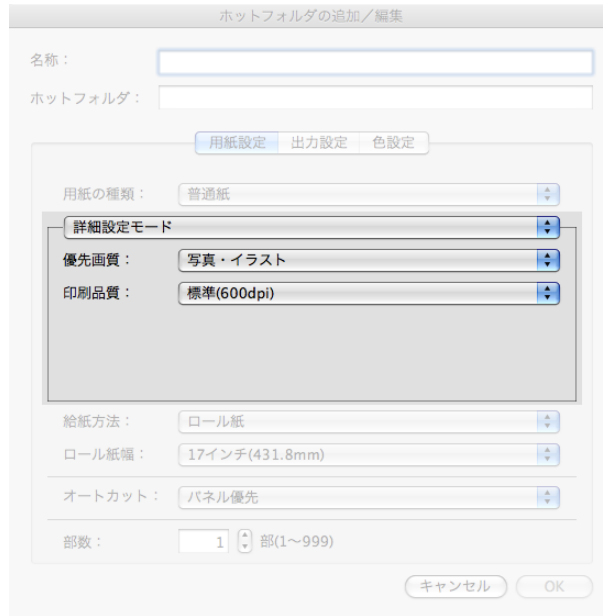 ホットフォルダの追加／編集
名称：
ホットフォルダ：
用紙設定 出力設定 色設定
用紙の種類： 普通紙
詳細設定モード
優先画質： 写真・イラスト
印刷品質： 標準(600dpi)
給紙方法： ロール紙
ロール紙幅： 17インチ(431.8mm)
オートカット： パネル優先
部数： 1 部(1〜999)
キャンセル OK